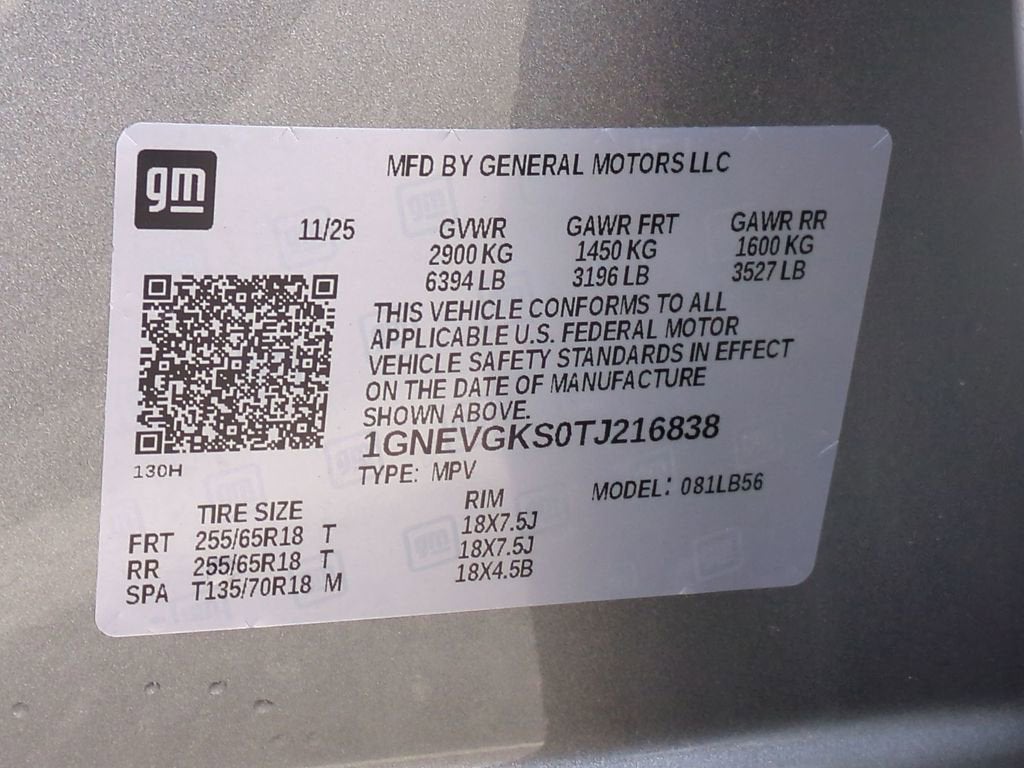 gm
MFD BY GENERAL MOTORS LLC
11/25 GVWR GAWR FRT GAWR RR
2900 KG 1450 KG 1600 KG
6394 LB 3196 LB 3527 LB
THIS VEHICLE CONFORMS TO ALL
APPLICABLE U.S. FEDERAL MOTOR
VEHICLE SAFETY STANDARDS IN EFFECT
ON THE DATE OF MANUFACTURE
SHOWN ABOVE.
1GNEVGKS0TJ216838
130H
TYPE: MPV MODEL: 081LB56
TIRE SIZE RIM
FRT 255/65R18 T 18X7.5J
RR 255/65R18 T 18X7.5J
SPA T135/70R18 M 18X4.5B